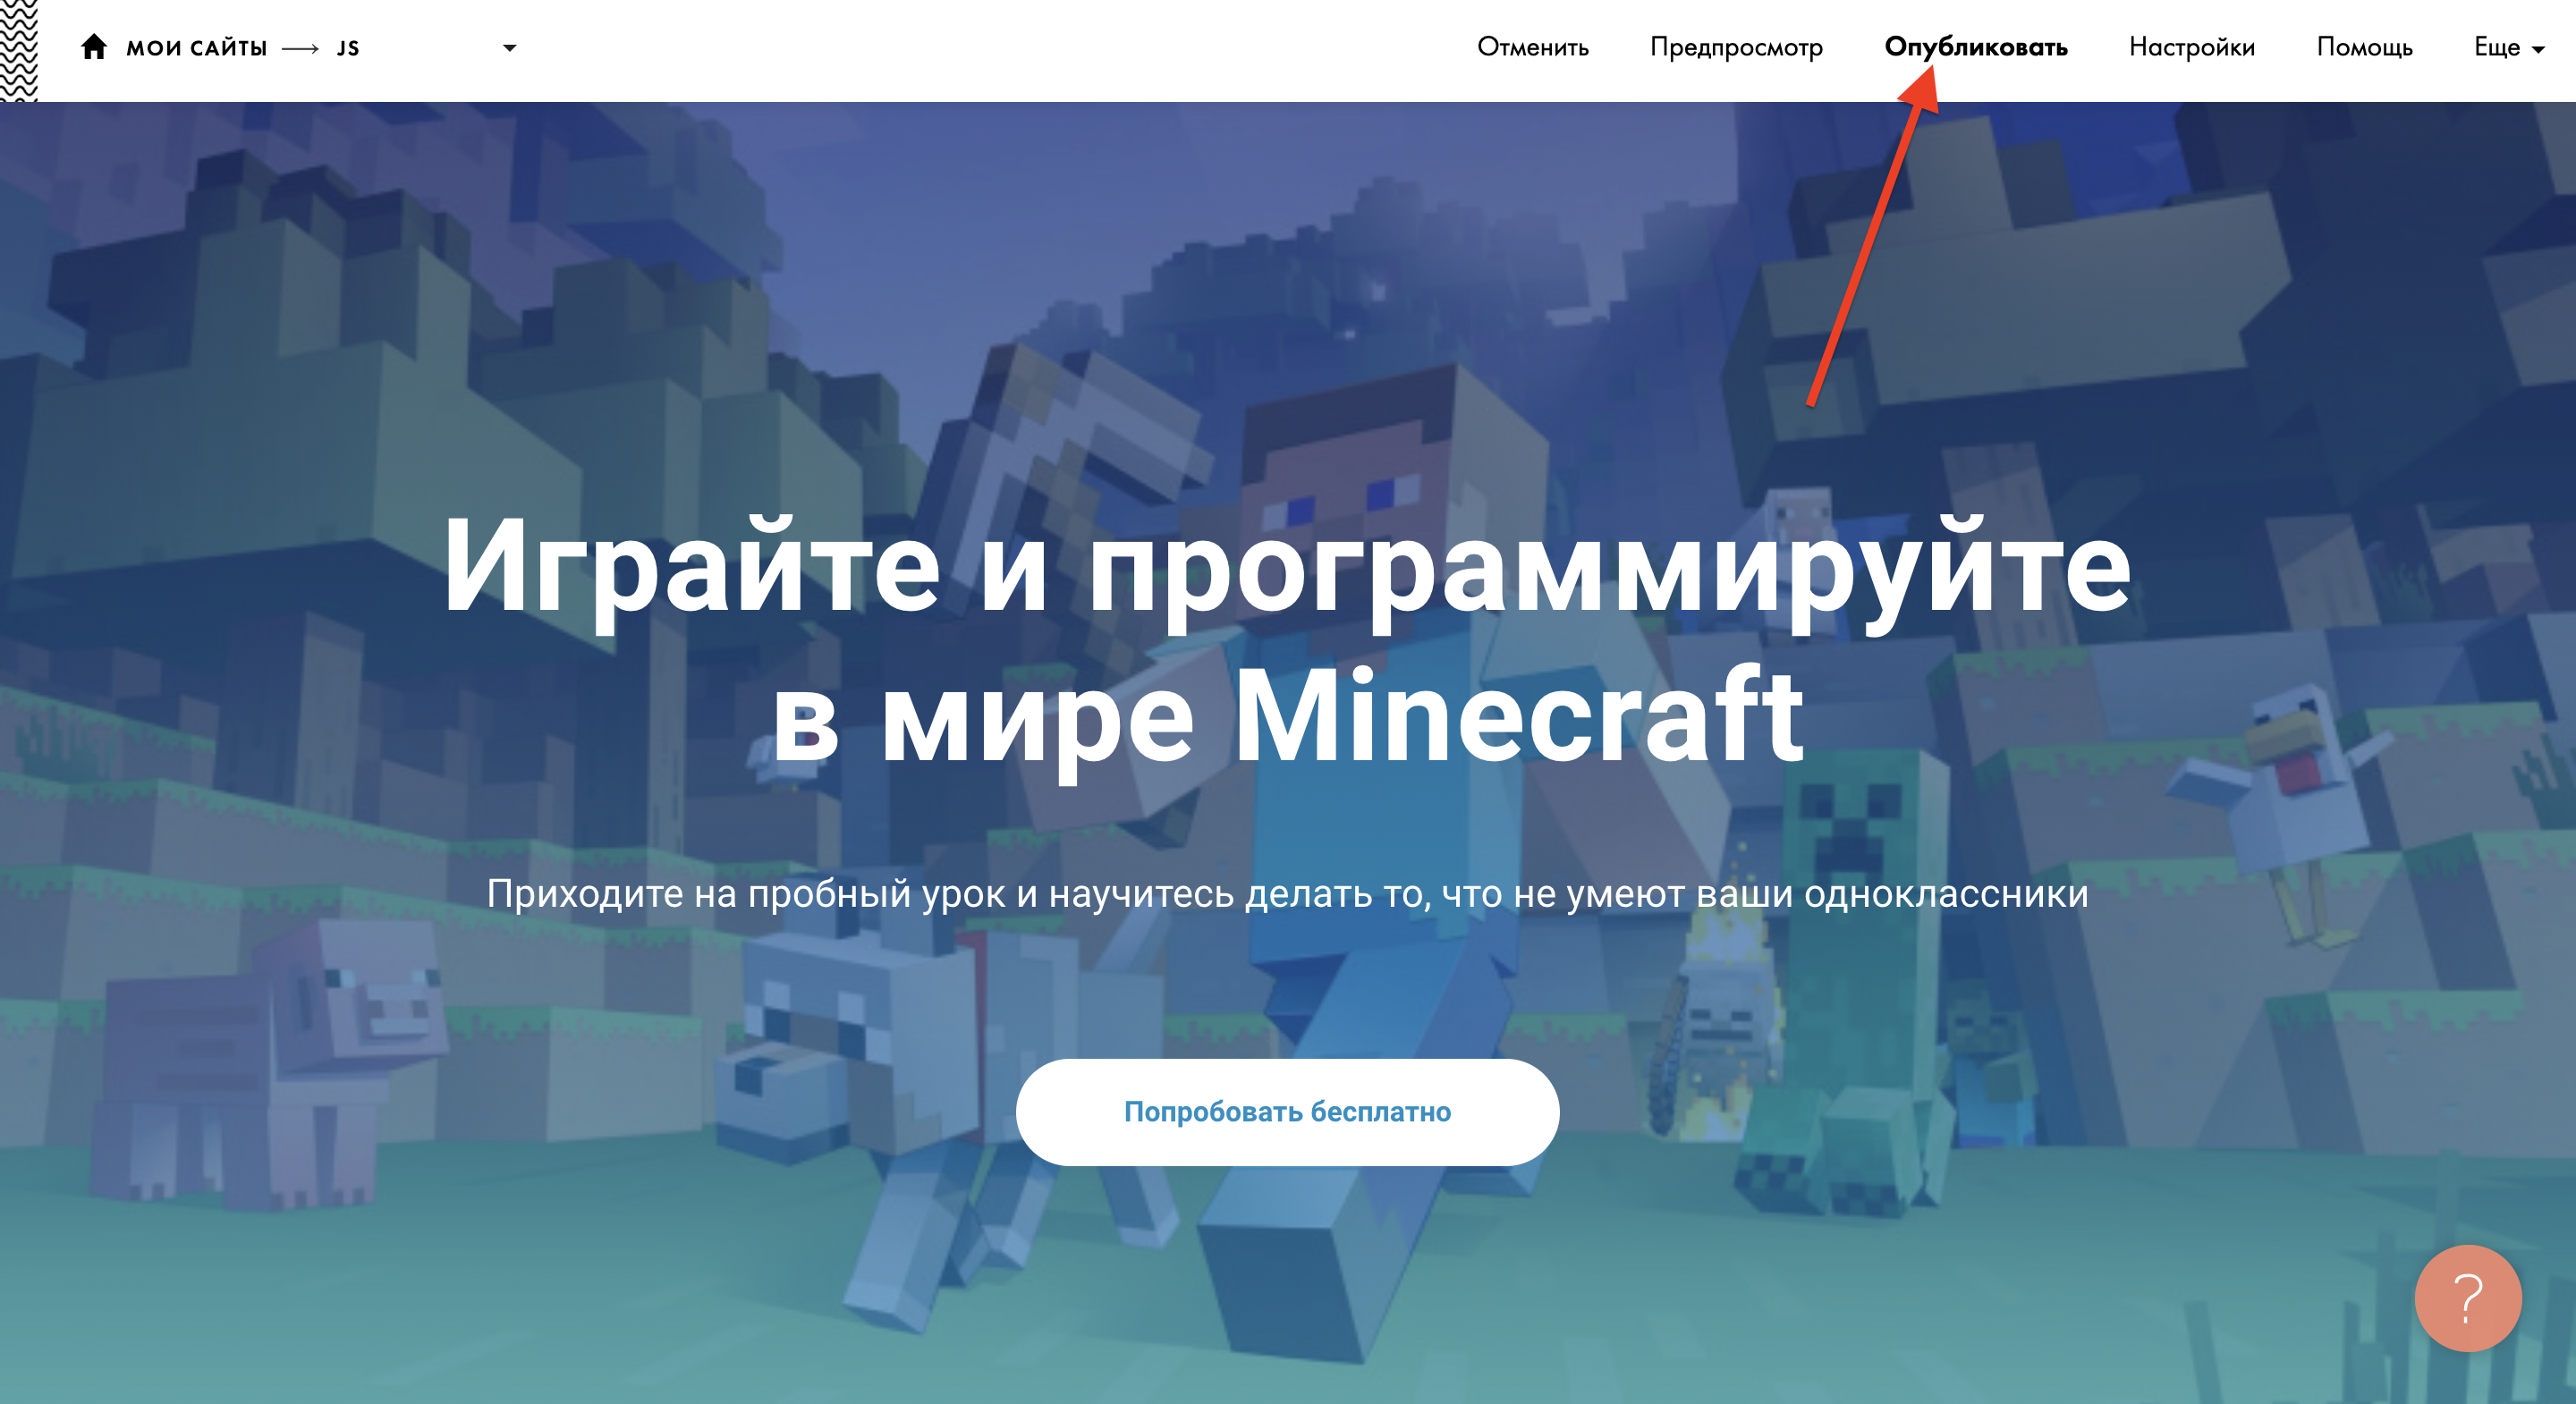 МОИ САЙТЫ → JS
Отменить Предпросмотр Опубликовать Настройки Помощь Еще
Играйте и программируйте
в мире Minecraft
Приходите на пробный урок и научитесь делать то, что не умеют ваши одноклассники
Попробовать бесплатно
?